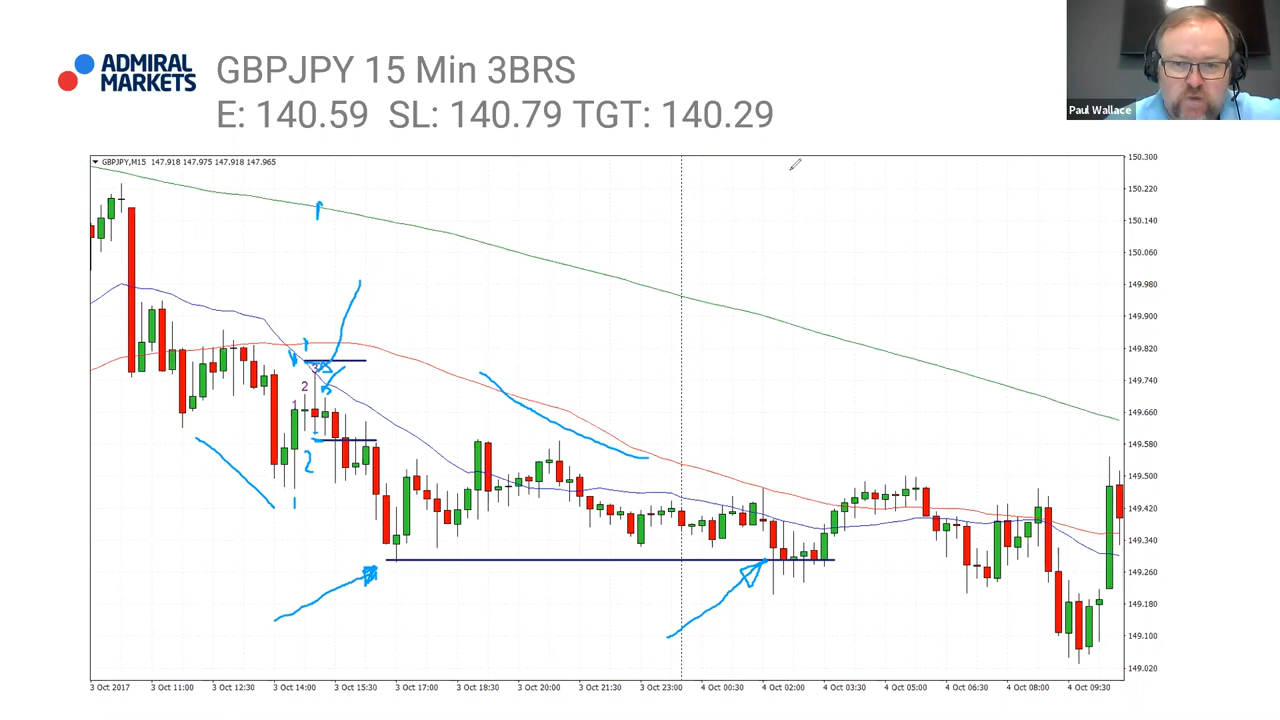 ADMIRAL
MARKETS
GBPJPY 15 Min 3BRS
E: 140.59 SL: 140.79 TGT: 140.29
Paul Wallace
GBPJPY,M15 147.918 147.975 147.918 147.965
150.300
150.220
150.140
150.060
149.980
149.900
149.820
149.740
149.660
149.580
149.500
149.420
149.340
149.260
149.180
149.100
149.020
3
2
1
2
1
3 Oct 2017
3 Oct 11:00
3 Oct 12:30
3 Oct 14:00
3 Oct 15:30
3 Oct 17:00
3 Oct 18:30
3 Oct 20:00
3 Oct 21:30
3 Oct 23:00
4 Oct 00:30
4 Oct 02:00
4 Oct 03:30
4 Oct 05:00
4 Oct 06:30
4 Oct 08:00
4 Oct 09:30